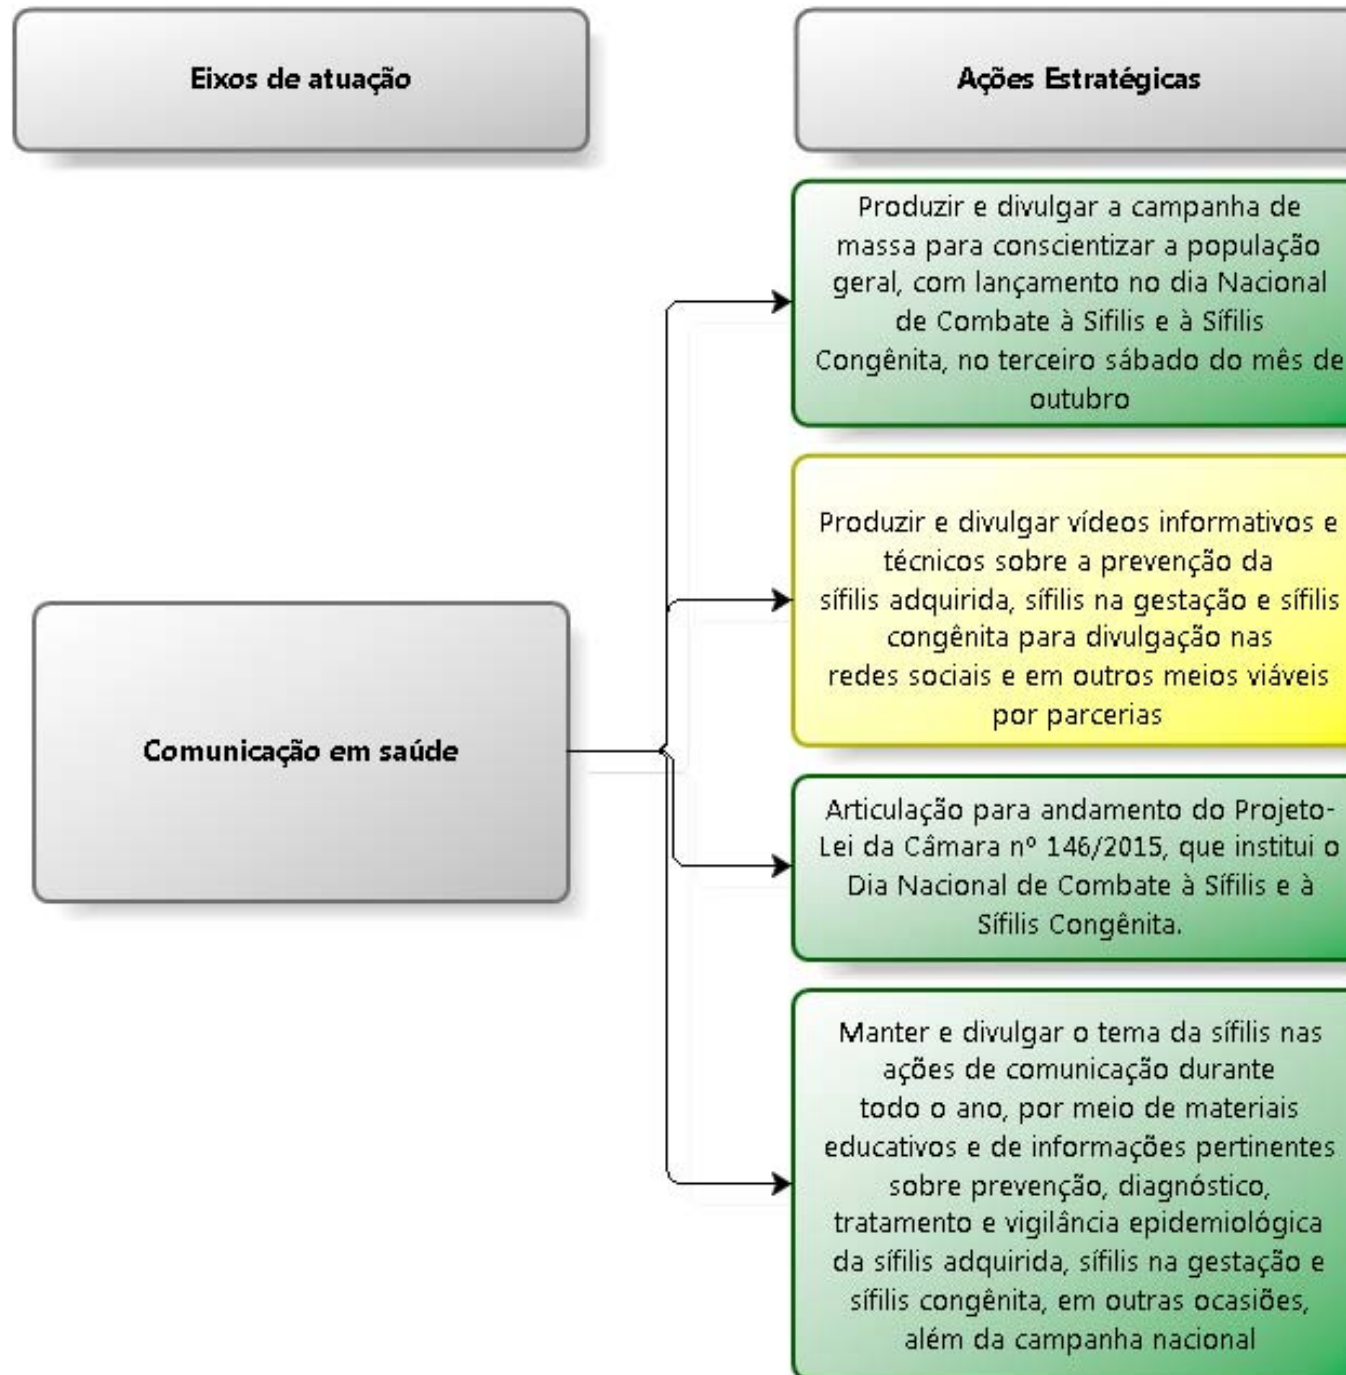 Eixos de atuação
Ações Estratégicas
Produzir e divulgar a campanha de
massa para conscientizar a população
geral, com lançamento no dia Nacional
de Combate à Sifilis e à Sífilis
Congênita, no terceiro sábado do mês de
outubro
Produzir e divulgar vídeos informativos e
técnicos sobre a prevenção da
sífilis adquirida, sífilis na gestação e sífilis
congênita para divulgação nas
redes sociais e em outros meios viáveis
por parcerias
Comunicação em saúde
Articulação para andamento do Projeto-
Lei da Câmara nº 146/2015, que institui o
Dia Nacional de Combate à Sífilis e à
Sífilis Congênita.
Manter e divulgar o tema da sífilis nas
ações de comunicação durante
todo o ano, por meio de materiais
educativos e de informações pertinentes
sobre prevenção, diagnóstico,
tratamento e vigilância epidemiológica
da sífilis adquirida, sífilis na gestação e
sífilis congênita, em outras ocasiões,
além da campanha nacional